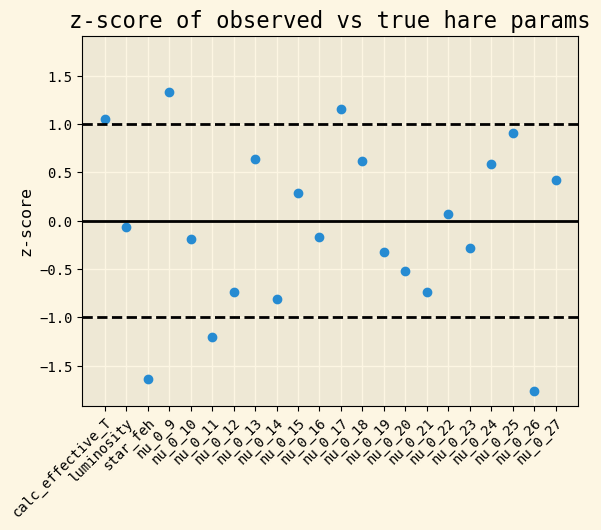 z-score of observed vs true hare params
z-score
1.5
1.0
0.5
0.0
−0.5
−1.0
−1.5
calc_effective_T
luminosity
star_feh
nu_0_9
nu_0_10
nu_0_11
nu_0_12
nu_0_13
nu_0_14
nu_0_15
nu_0_16
nu_0_17
nu_0_18
nu_0_19
nu_0_20
nu_0_21
nu_0_22
nu_0_23
nu_0_24
nu_0_25
nu_0_26
nu_0_27